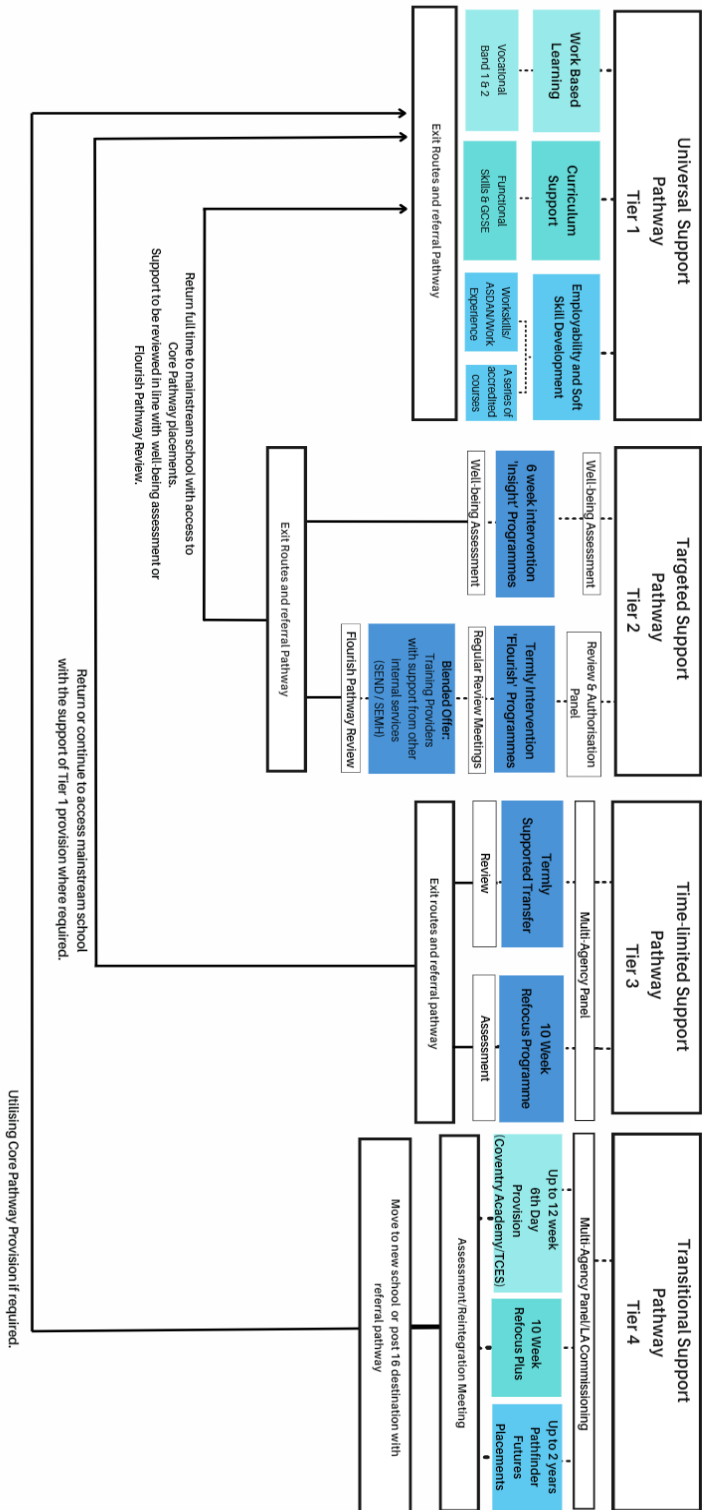 Universal Support
Pathway
Tier 1
Work Based
Learning
Vocational
Band 1 & 2
Curriculum
Support
Functional
Skills & GCSE
Employability and Soft
Skill Development
Workskills/
ASDAN/Work
Experience
A series of
accredited
courses
Exit Routes and referral Pathway
Targeted Support
Pathway
Tier 2
Well-being Assessment
6 week intervention
'Insight' Programmes
Well-being Assessment
Review & Authorisation
Panel
Termly Intervention
'Flourish' Programmes
Regular Review Meetings
Blended Offer:
Training Providers
with support from other
internal services
(SEND / SEMH)
Flourish Pathway Review
Exit Routes and referral Pathway
Return full time to mainstream school with access to
Core Pathway placements.
Support to be reviewed in line with well-being assessment or
Flourish Pathway Review.
Time-limited Support
Pathway
Tier 3
Multi-Agency Panel
Termly
Supported Transfer
Review
10 Week
Refocus Programme
Assessment
Exit routes and referral pathway
Return or continue to access mainstream school
with the support of Tier 1 provision where required.
Transitional Support
Pathway
Tier 4
Multi-Agency Panel/LA Commissioning
Up to 12 week
6th Day
Provision
(Coventry Academy/TCES)
10 Week
Refocus Plus
Up to 2 years
Pathfinder
Futures
Placements
Assessment/Reintegration Meeting
Move to new school or post 16 destination with
referral pathway
Utilising Core Pathway Provision if required.